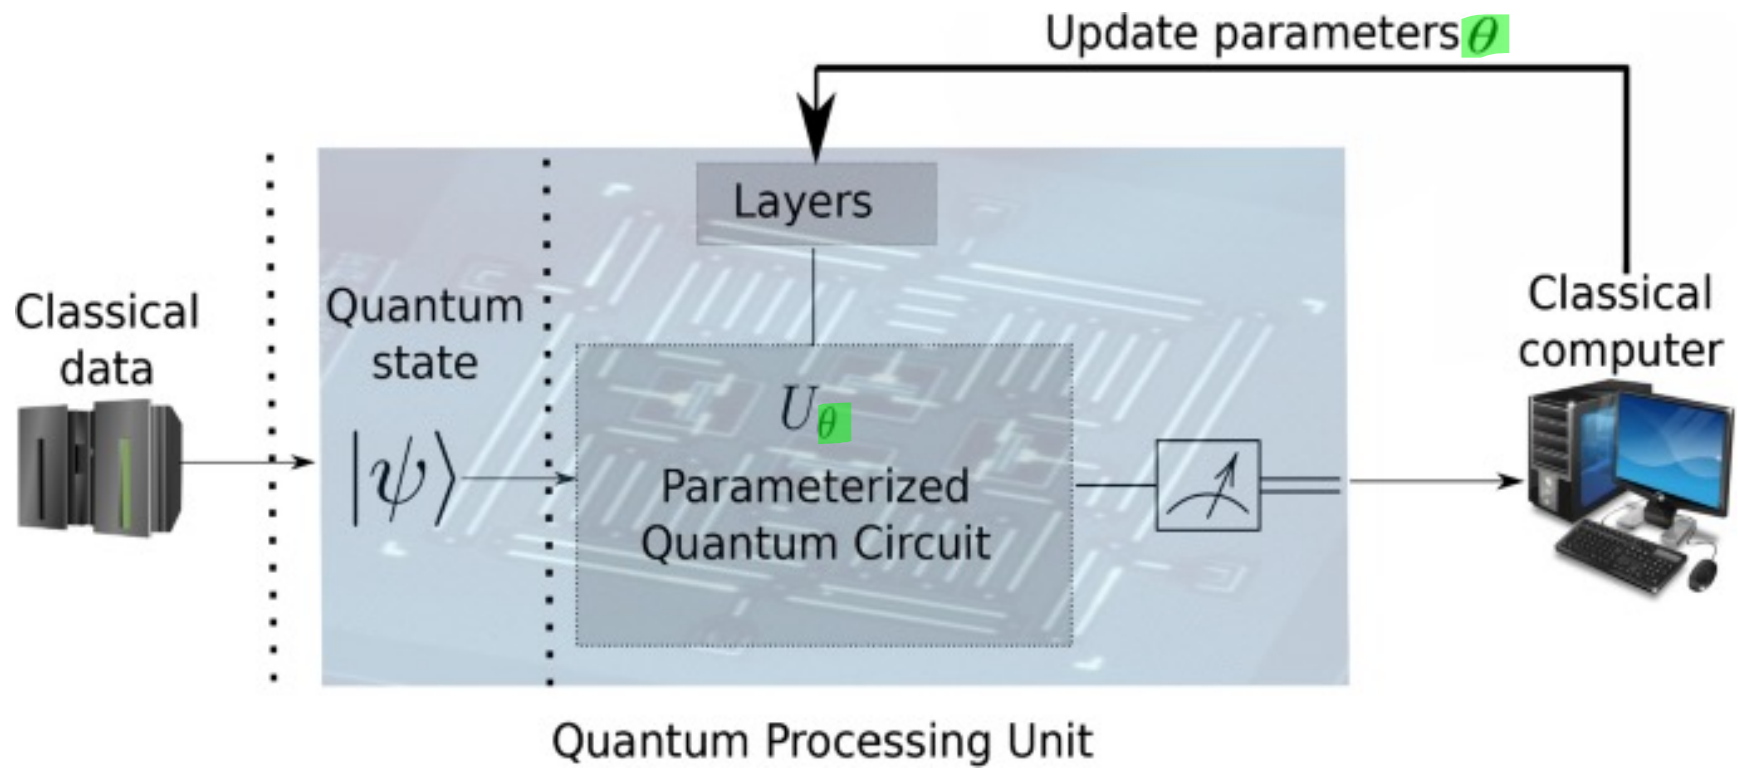 Update parameters θ
Layers
Classical
data
Quantum
state
|ψ⟩
U_θ
Parameterized
Quantum Circuit
Classical
computer
Quantum Processing Unit